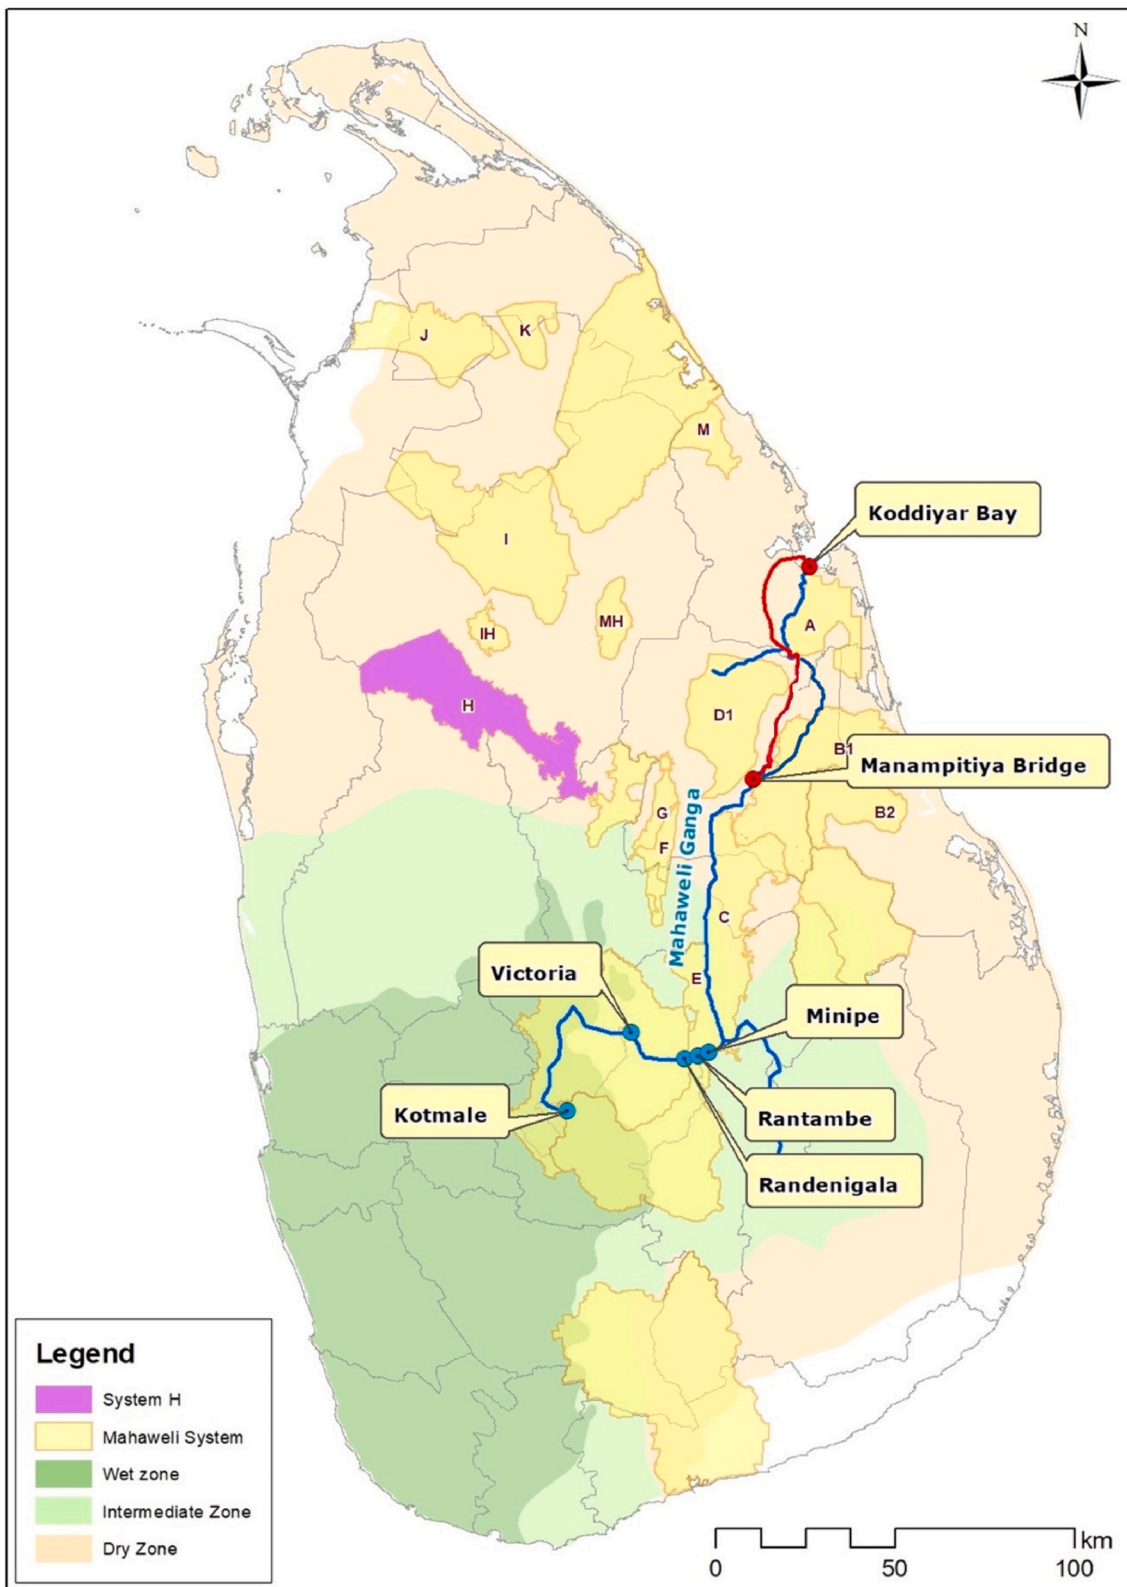 N
J
K
M
Koddiyar Bay
I
A
IH
MH
H
D1
B1
Manampitiya Bridge
G
B2
F
Mahaweli Ganga
C
Victoria
E
Minipe
Kotmale
Rantambe
Randenigala
Legend
System H
Mahaweli System
Wet zone
Intermediate Zone
Dry Zone
km
0 50 100